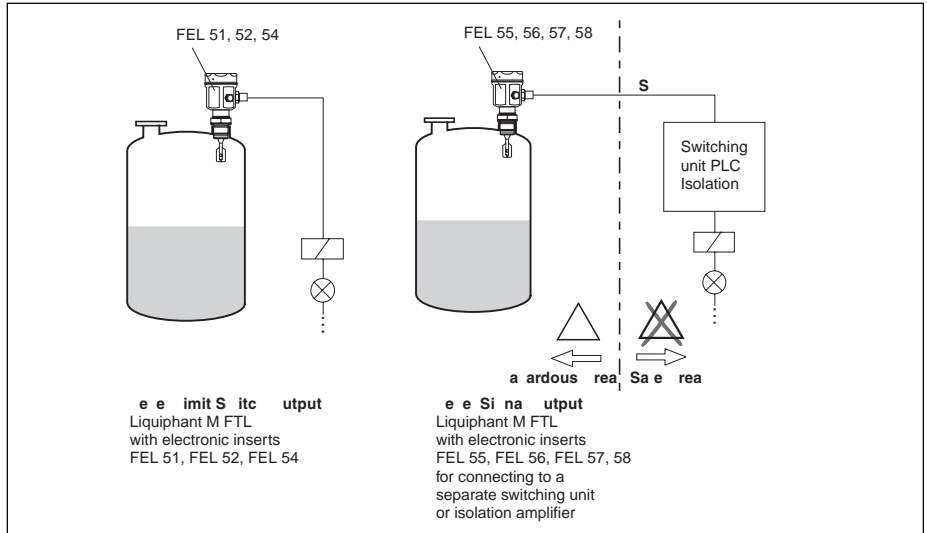 FEL 51, 52, 54
FEL 55, 56, 57, 58
S
Switching
unit PLC
Isolation
a ardous rea Sa e rea
e e imit S itc utput
Liquiphant M FTL
with electronic inserts
FEL 51, FEL 52, FEL 54
e e Si na utput
Liquiphant M FTL
with electronic inserts
FEL 55, FEL 56, FEL 57, 58
for connecting to a
separate switching unit
or isolation amplifier